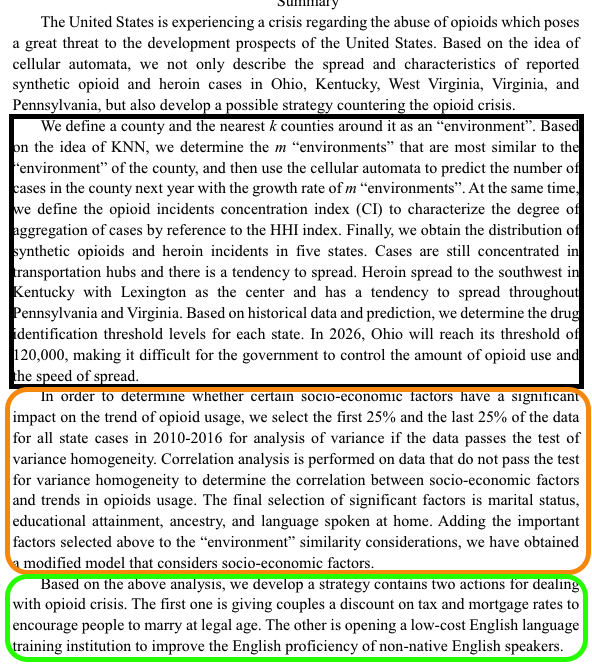 Summary
The United States is experiencing a crisis regarding the abuse of opioids which poses
a great threat to the development prospects of the United States. Based on the idea of
cellular automata, we not only describe the spread and characteristics of reported
synthetic opioid and heroin cases in Ohio, Kentucky, West Virginia, Virginia, and
Pennsylvania, but also develop a possible strategy countering the opioid crisis.
We define a county and the nearest k counties around it as an “environment”. Based
on the idea of KNN, we determine the m “environments” that are most similar to the
“environment” of the county, and then use the cellular automata to predict the number of
cases in the county next year with the growth rate of m “environments”. At the same time,
we define the opioid incidents concentration index (CI) to characterize the degree of
aggregation of cases by reference to the HHI index. Finally, we obtain the distribution of
synthetic opioids and heroin incidents in five states. Cases are still concentrated in
transportation hubs and there is a tendency to spread. Heroin spread to the southwest in
Kentucky with Lexington as the center and has a tendency to spread throughout
Pennsylvania and Virginia. Based on historical data and prediction, we determine the drug
identification threshold levels for each state. In 2026, Ohio will reach its threshold of
120,000, making it difficult for the government to control the amount of opioid use and
the speed of spread.
In order to determine whether certain socio-economic factors have a significant
impact on the trend of opioid usage, we select the first 25% and the last 25% of the data
for all state cases in 2010-2016 for analysis of variance if the data passes the test of
variance homogeneity. Correlation analysis is performed on data that do not pass the test
for variance homogeneity to determine the correlation between socio-economic factors
and trends in opioids usage. The final selection of significant factors is marital status,
educational attainment, ancestry, and language spoken at home. Adding the important
factors selected above to the “environment” similarity considerations, we have obtained
a modified model that considers socio-economic factors.
Based on the above analysis, we develop a strategy contains two actions for dealing
with opioid crisis. The first one is giving couples a discount on tax and mortgage rates to
encourage people to marry at legal age. The other is opening a low-cost English language
training institution to improve the English proficiency of non-native English speakers.